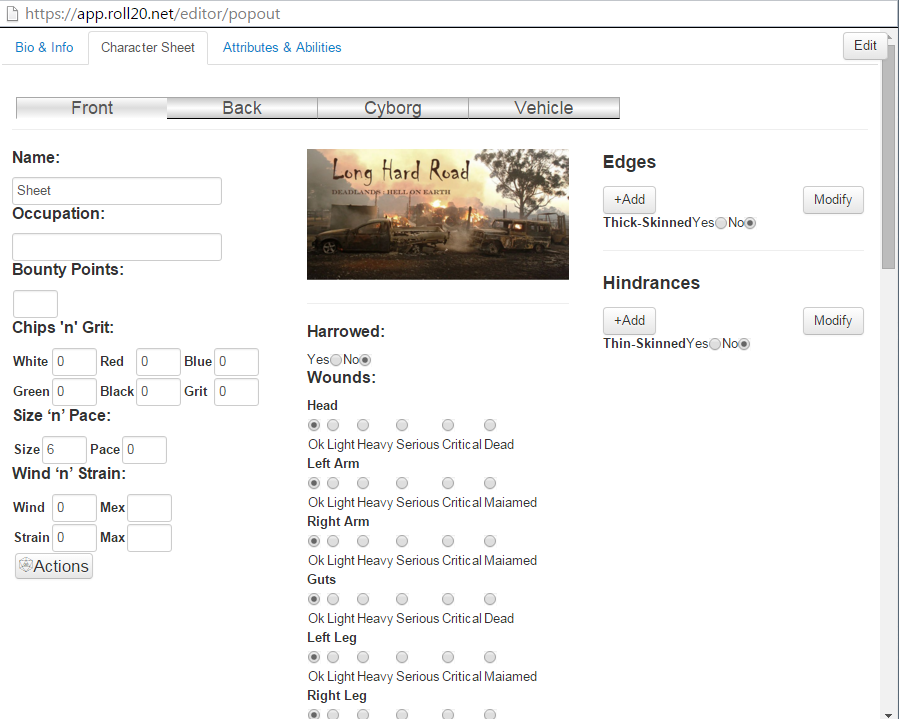 https://app.roll20.net/editor/popout
Bio & Info Character Sheet Attributes & Abilities Edit
Front Back Cyborg Vehicle
Name:
Sheet
Occupation:
Bounty Points:
Chips 'n' Grit:
White 0 Red 0 Blue 0
Green 0 Black 0 Grit 0
Size ‘n’ Pace:
Size 6 Pace 0
Wind ‘n’ Strain:
Wind 0 Mex
Strain 0 Max
Actions
Long Hard Road
DEADLANDS : HELL ON EARTH
Harrowed:
Yes No
Wounds:
Head
Ok Light Heavy Serious Critical Dead
Left Arm
Ok Light Heavy Serious Critical Maiamed
Right Arm
Ok Light Heavy Serious Critical Maiamed
Guts
Ok Light Heavy Serious Critical Dead
Left Leg
Ok Light Heavy Serious Critical Maiamed
Right Leg
Edges
+Add Modify
Thick-Skinned Yes No
Hindrances
+Add Modify
Thin-Skinned Yes No